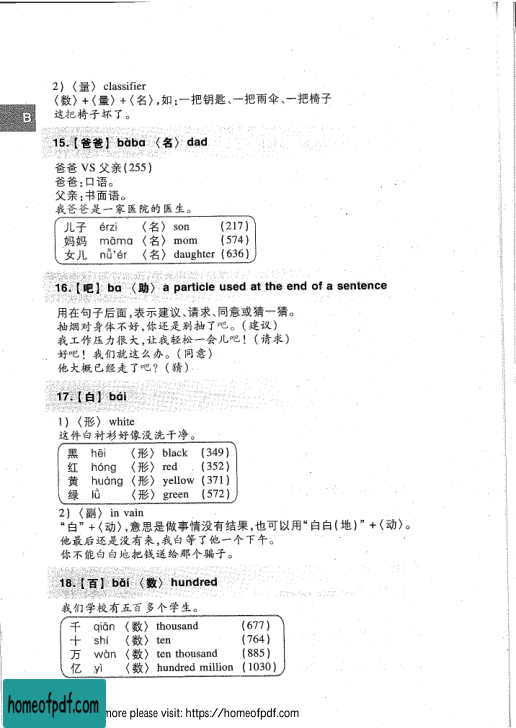 2)〈量〉classifier
〈数〉+〈量〉+〈名〉,如:一把钥匙、一把雨伞、一把椅子
这把椅子坏了。
B
15.【爸爸】bàba 〈名〉dad
爸爸 VS 父亲(255)
爸爸:口语。
父亲:书面语。
我爸爸是一家医院的医生。
儿子 érzi 〈名〉son (217)
妈妈 māma 〈名〉mom (574)
女儿 nǚ'ér 〈名〉daughter (636)
16.【吧】ba 〈助〉a particle used at the end of a sentence
用在句子后面,表示建议、请求、同意或猜一猜。
抽烟对身体不好,你还是别抽了吧。(建议)
我工作压力很大,让我轻松一会儿吧!(请求)
好吧!我们就这么办。(同意)
他大概已经走了吧?(猜)
17.【白】bái
1)〈形〉white
这件白衬衫好像没洗干净。
黑 hēi 〈形〉black (349)
红 hóng 〈形〉red (352)
黄 huáng 〈形〉yellow (371)
绿 lǜ 〈形〉green (572)
2)〈副〉in vain
“白”+〈动〉,意思是做事情没有结果,也可以用“白白(地)”+〈动〉。
他最后还是没有来,我白等了他一个下午。
你不能白白地把钱送给那个骗子。
18.【百】bǎi 〈数〉hundred
我们学校有五百多个学生。
千 qiān 〈数〉thousand (677)
十 shí 〈数〉ten (764)
万 wàn 〈数〉ten thousand (885)
亿 yì 〈数〉hundred million (1030)
homeofpdf.com
more please visit: https://homeofpdf.com